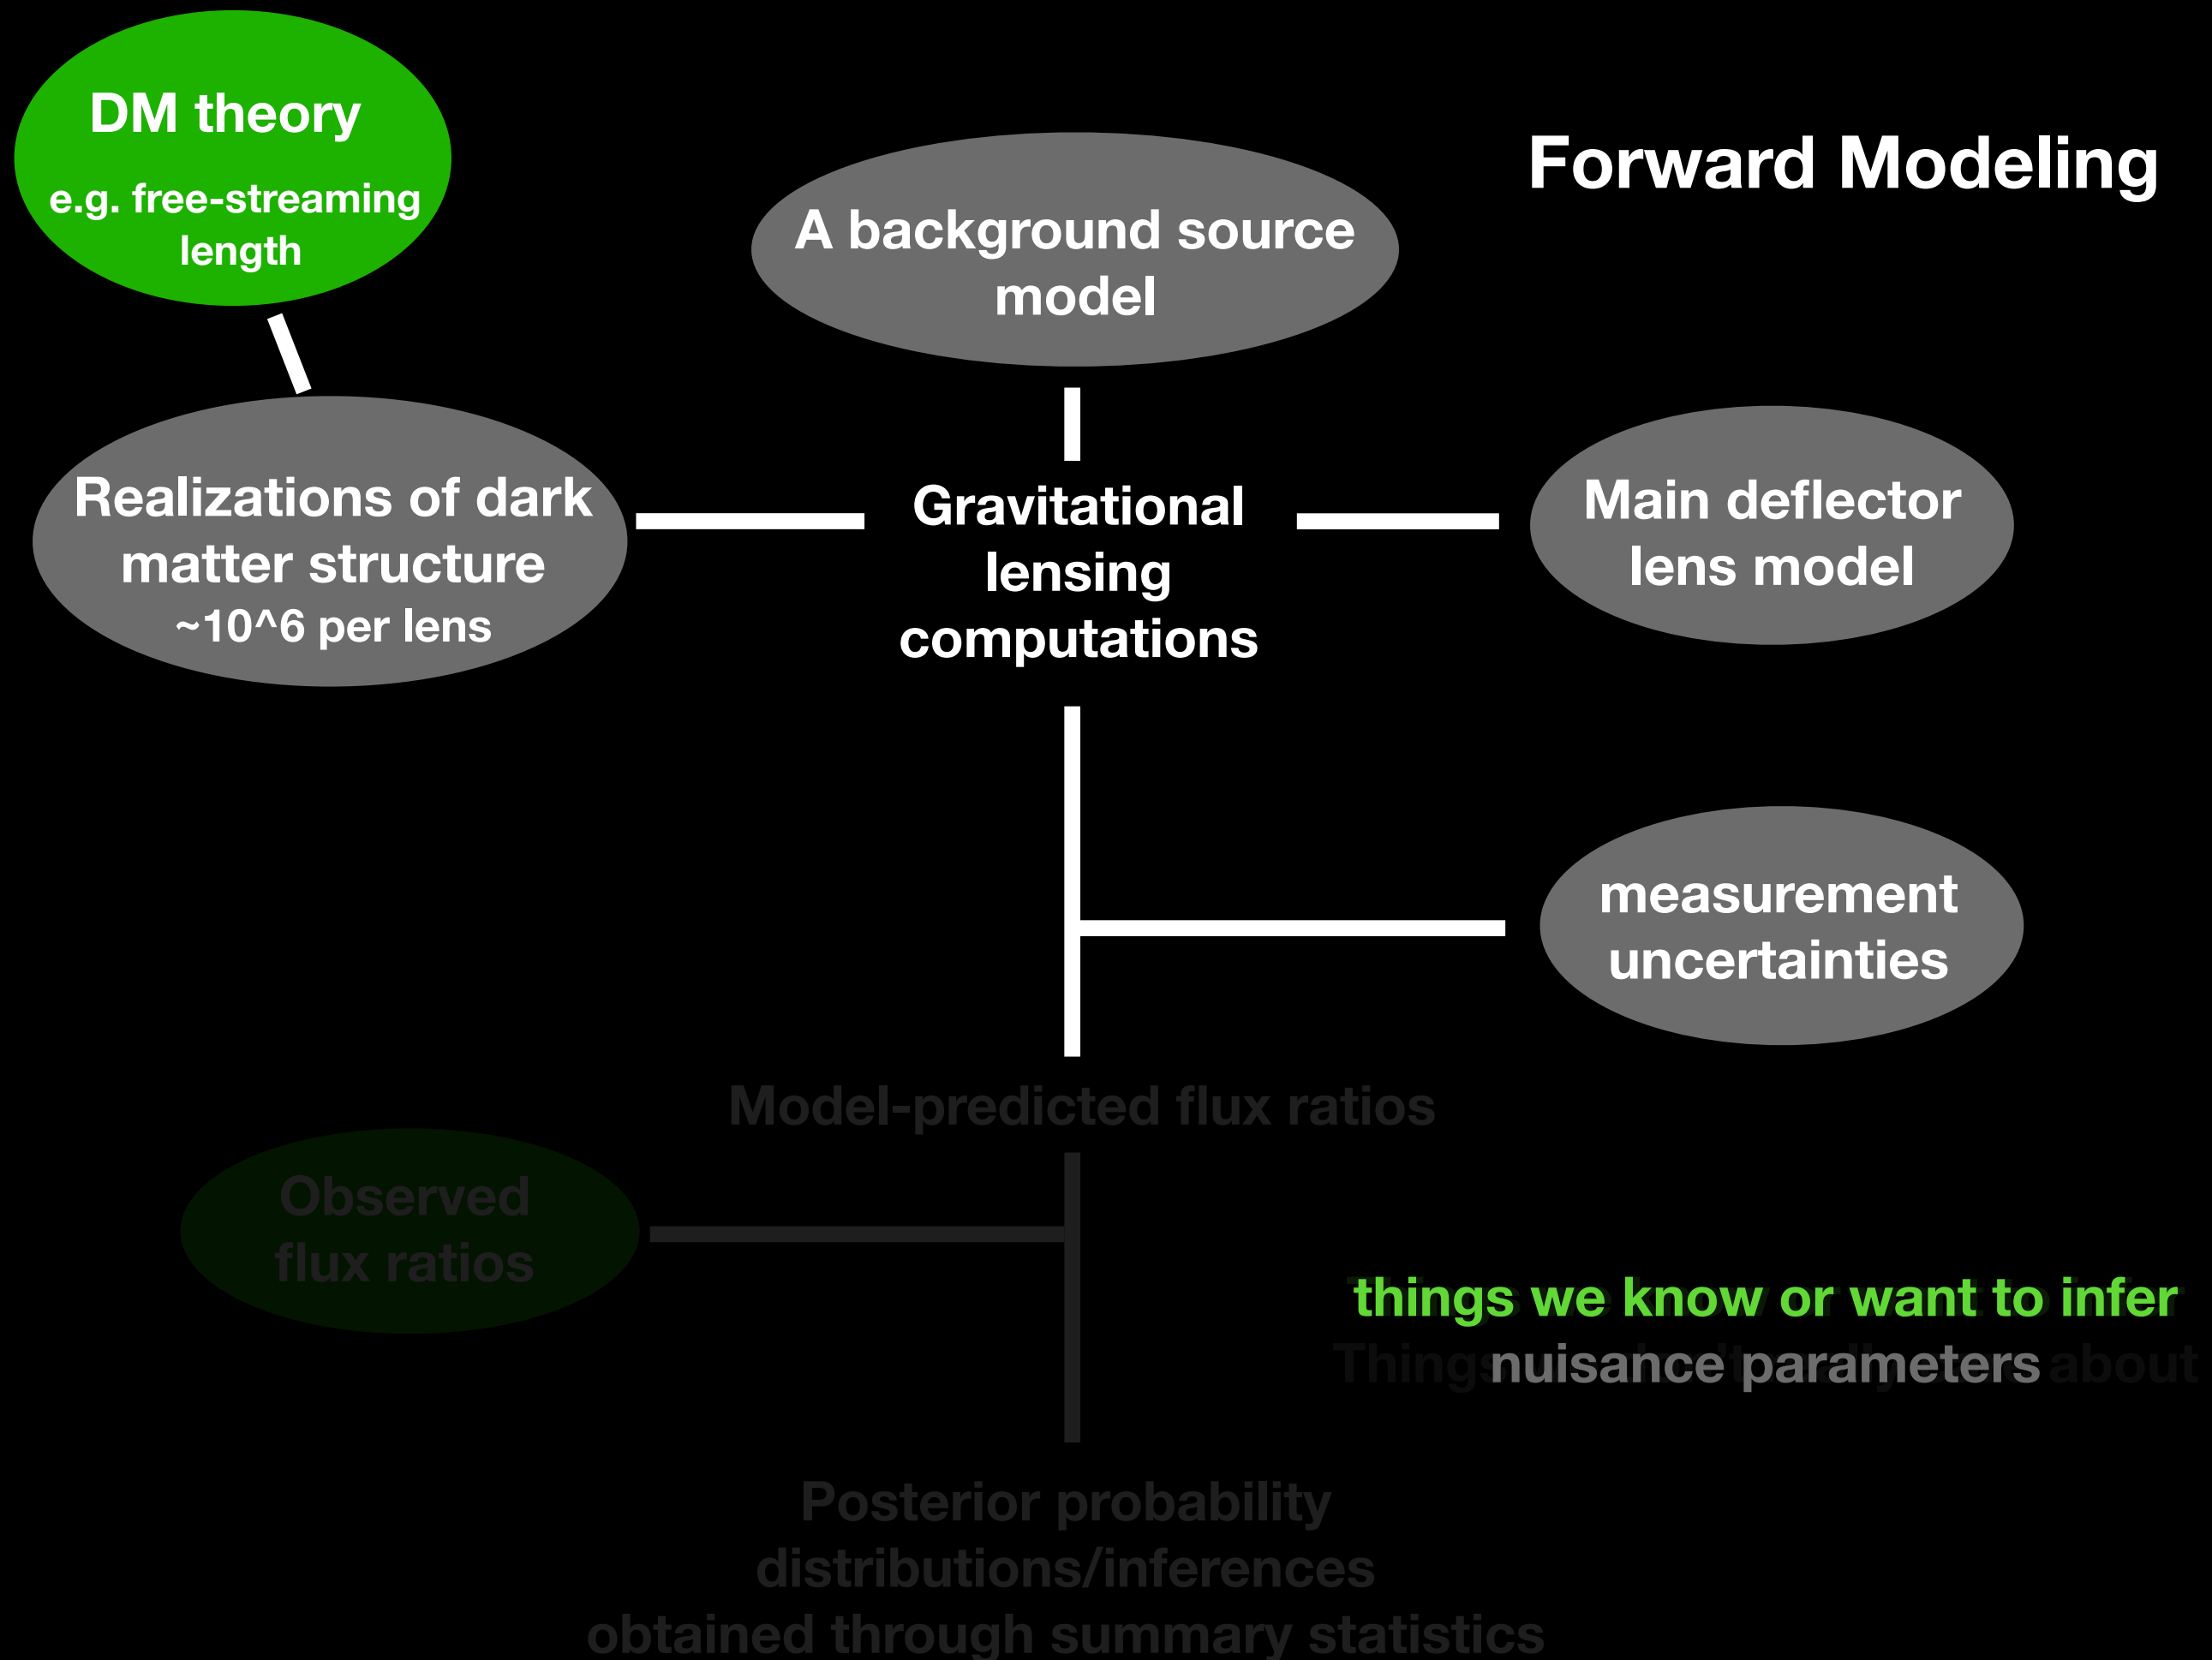 DM theory
e.g. free-streaming
length
Forward Modeling
A background source
model
Realizations of dark
matter structure
~10^6 per lens
Gravitational
lensing
computations
Main deflector
lens model
measurement
uncertainties
Model-predicted flux ratios
Observed
flux ratios
things we know or want to infer
Things
nuisance parameters
about
Posterior probability
distributions/inferences
obtained through summary statistics